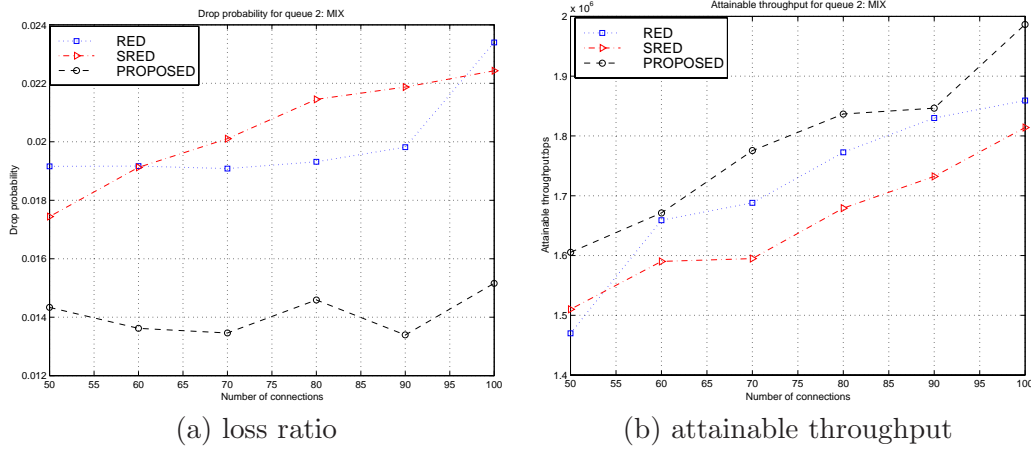 Drop probability for queue 2: MIX
0.024
0.022
0.02
0.018
0.016
0.014
0.012
Drop probability
RED
SRED
PROPOSED
50 55 60 65 70 75 80 85 90 95 100
Number of connections
(a) loss ratio
Attainable throughput for queue 2: MIX
x 10^6
2
1.9
1.8
1.7
1.6
1.5
1.4
Attainable throughputbps
RED
SRED
PROPOSED
50 55 60 65 70 75 80 85 90 95 100
Number of connections
(b) attainable throughput